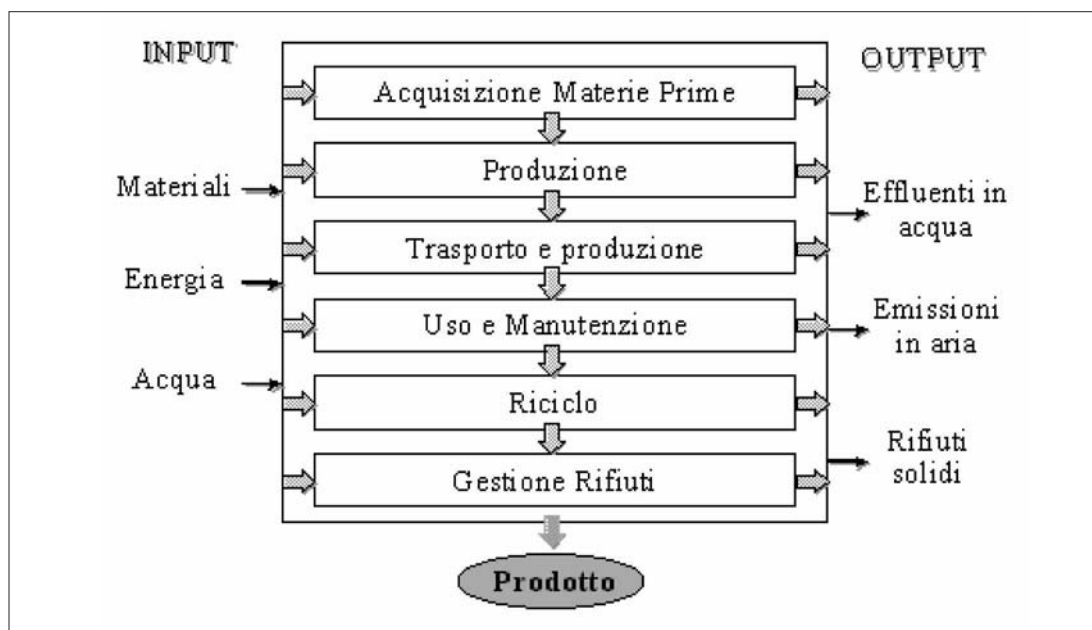 INPUT
OUTPUT
Acquisizione Materie Prime
Produzione
Materiali
Effluenti in
acqua
Trasporto e produzione
Energia
Uso e Manutenzione
Emissioni
in aria
Acqua
Riciclo
Rifiuti
solidi
Gestione Rifiuti
Prodotto